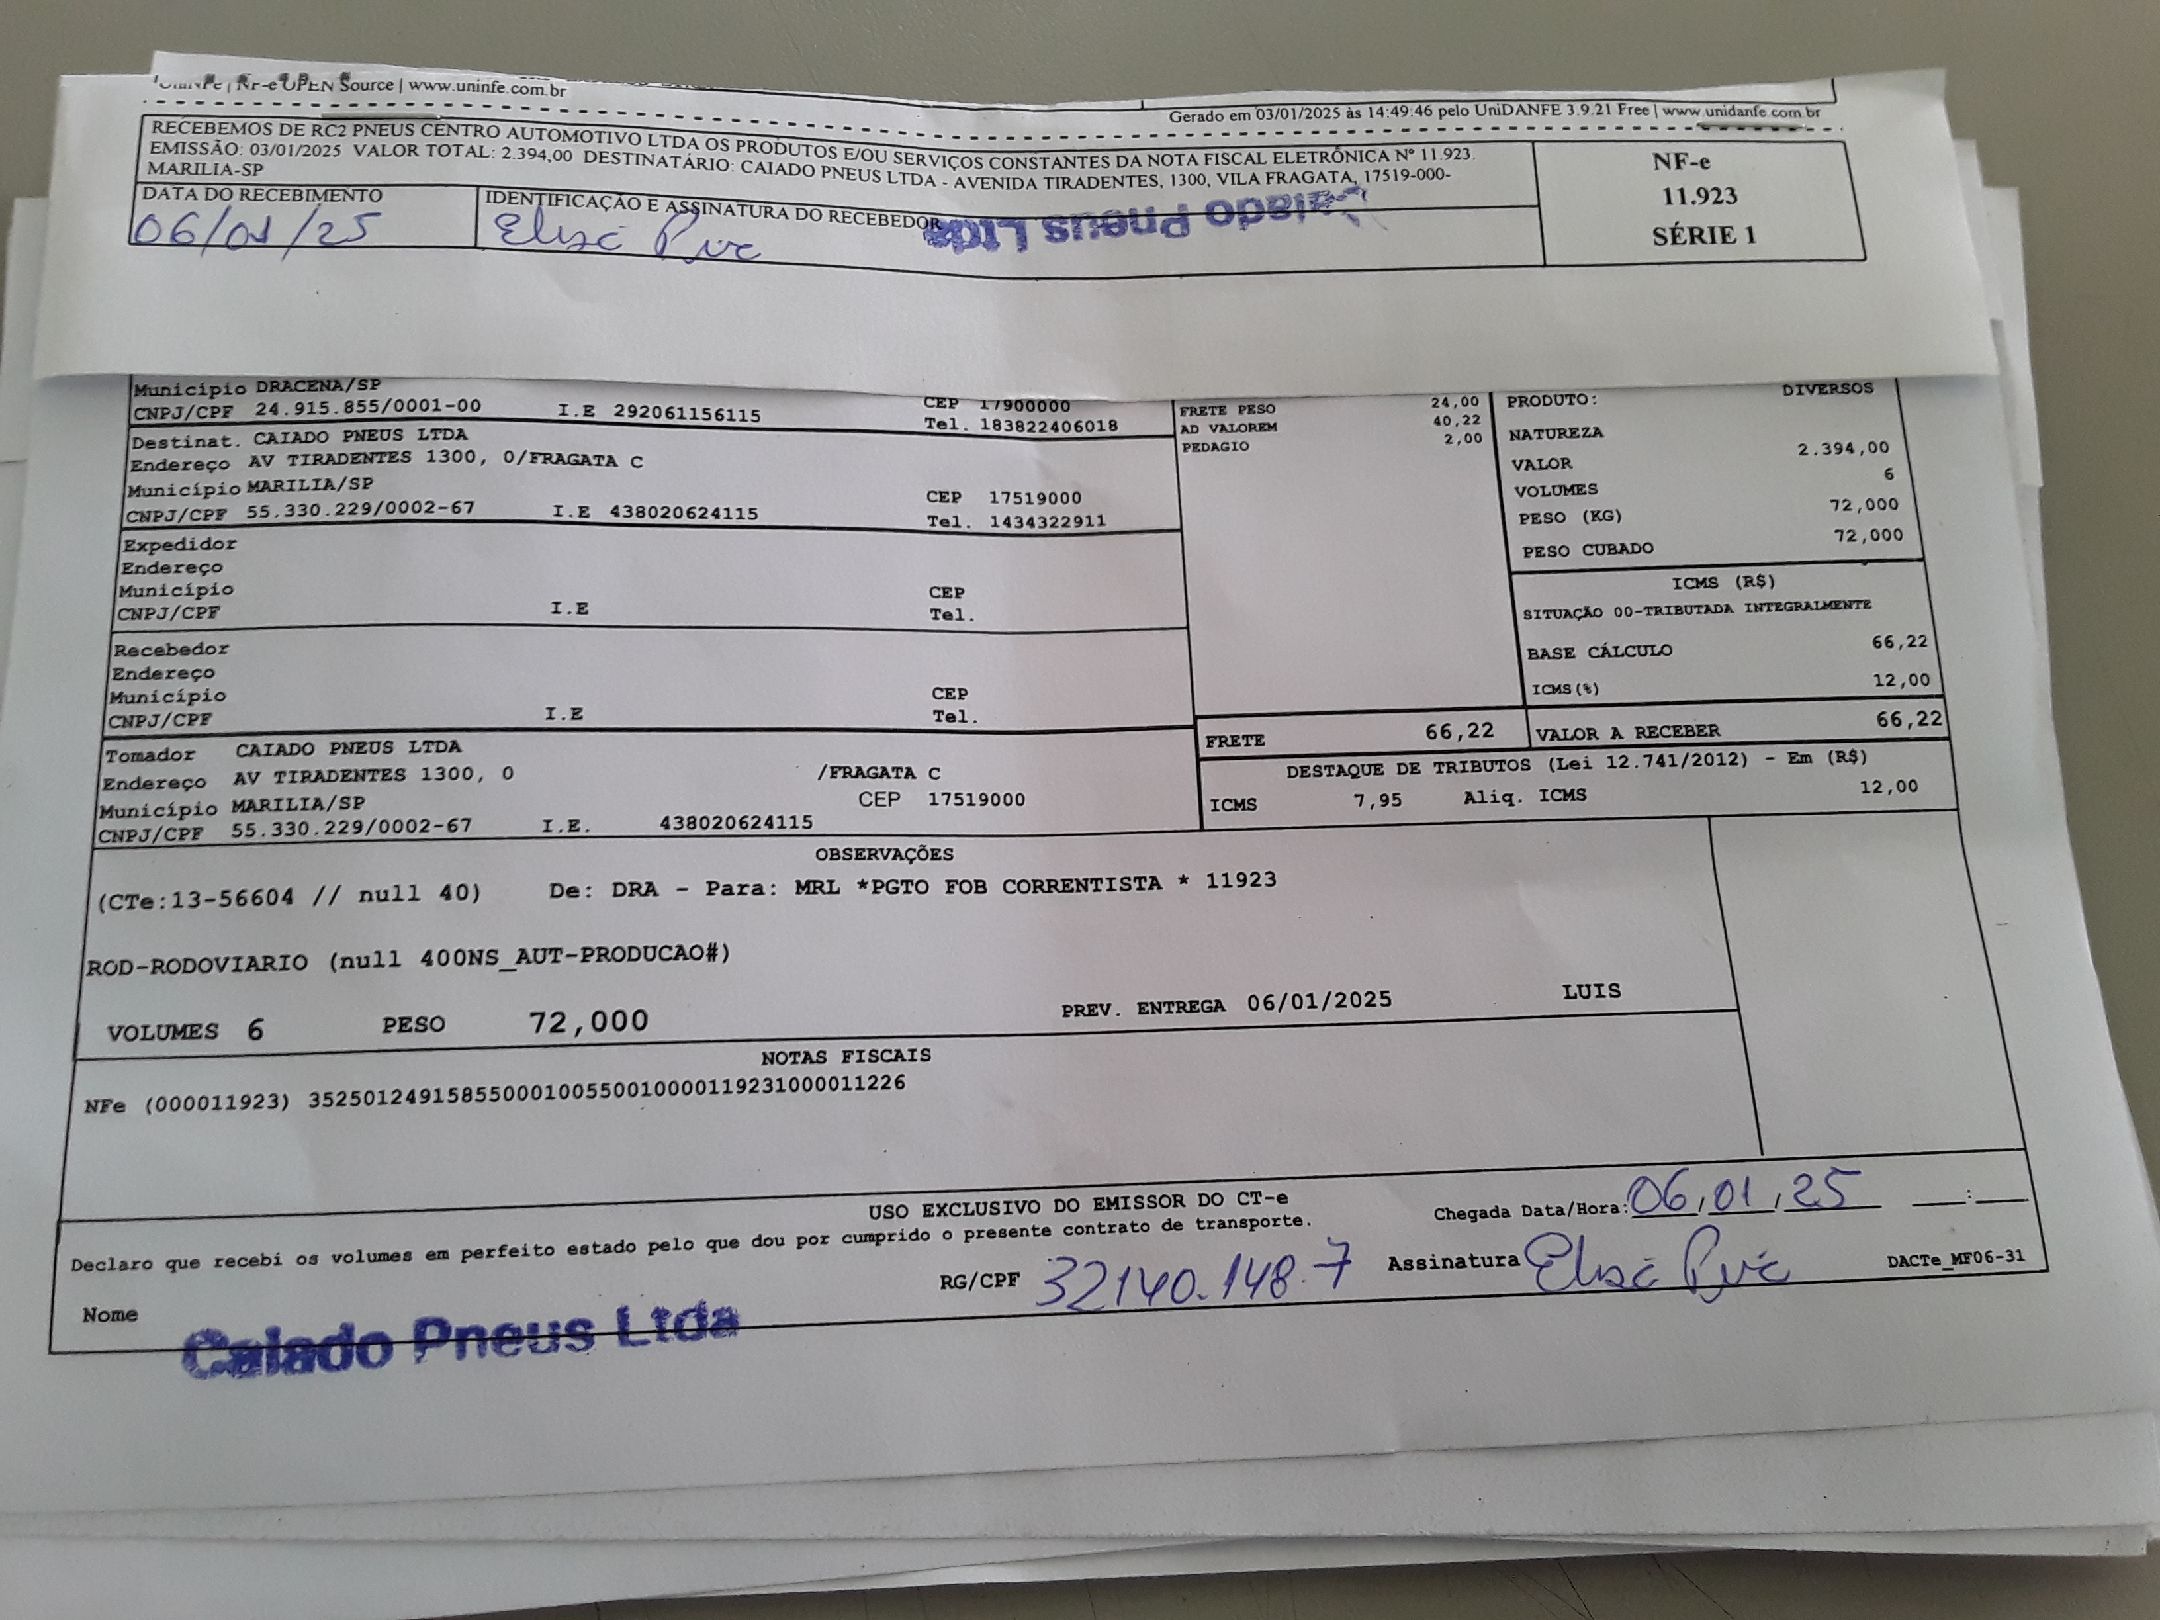 UniNFe | NF-e OPEN Source | www.uninfe.com.br
Gerado em 03/01/2025 às 14:49:46 pelo UniDANFE 3.9.21 Free | www.unidanfe.com.br
RECEBEMOS DE RC2 PNEUS CENTRO AUTOMOTIVO LTDA OS PRODUTOS E/OU SERVIÇOS CONSTANTES DA NOTA FISCAL ELETRÔNICA Nº 11.923.
EMISSÃO: 03/01/2025 VALOR TOTAL: 2.394,00 DESTINATÁRIO: CAIADO PNEUS LTDA - AVENIDA TIRADENTES, 1300, VILA FRAGATA, 17519-000-
MARILIA-SP
NF-e
11.923
SÉRIE 1
DATA DO RECEBIMENTO
06/01/25
IDENTIFICAÇÃO E ASSINATURA DO RECEBEDOR
Caiado Pneus Ltda
Município DRACENA/SP
CNPJ/CPF 24.915.855/0001-00 I.E 292061156115
CEP 17900000
Tel. 183822406018
Destinat. CAIADO PNEUS LTDA
Endereço AV TIRADENTES 1300, 0/FRAGATA C
Município MARILIA/SP CEP 17519000
CNPJ/CPF 55.330.229/0002-67 I.E 438020624115 Tel. 1434322911
Expedidor
Endereço
Município CEP
CNPJ/CPF I.E Tel.
Recebedor
Endereço
Município CEP
CNPJ/CPF I.E Tel.
Tomador CAIADO PNEUS LTDA
Endereço AV TIRADENTES 1300, 0 /FRAGATA C
Município MARILIA/SP CEP 17519000
CNPJ/CPF 55.330.229/0002-67 I.E. 438020624115
FRETE PESO 24,00
AD VALOREM 40,22
PEDAGIO 2,00
PRODUTO: DIVERSOS
NATUREZA
VALOR 2.394,00
VOLUMES 6
PESO (KG) 72,000
PESO CUBADO 72,000
ICMS (R$)
SITUAÇÃO 00-TRIBUTADA INTEGRALMENTE
BASE CÁLCULO 66,22
ICMS(%) 12,00
FRETE 66,22 VALOR A RECEBER 66,22
DESTAQUE DE TRIBUTOS (Lei 12.741/2012) - Em (R$)
ICMS 7,95 Aliq. ICMS 12,00
OBSERVAÇÕES
(CTe:13-56604 // null 40) De: DRA - Para: MRL *PGTO FOB CORRENTISTA * 11923
ROD-RODOVIARIO (null 400NS_AUT-PRODUCAO#)
VOLUMES 6 PESO 72,000 PREV. ENTREGA 06/01/2025 LUIS
NOTAS FISCAIS
NFe (000011923) 35250124915855000100550010000119231000011226
USO EXCLUSIVO DO EMISSOR DO CT-e
Declaro que recebi os volumes em perfeito estado pelo que dou por cumprido o presente contrato de transporte.
Chegada Data/Hora: 06/01/25 ___:___
Nome Caiado Pneus Ltda
RG/CPF 32140.148-7
Assinatura
DACTe_MF06-31